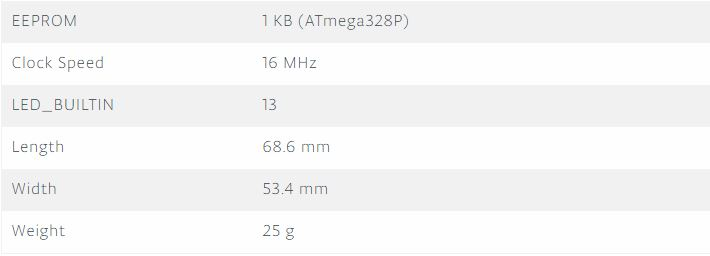 EEPROM 1 KB (ATmega328P)
Clock Speed 16 MHz
LED_BUILTIN 13
Length 68.6 mm
Width 53.4 mm
Weight 25 g